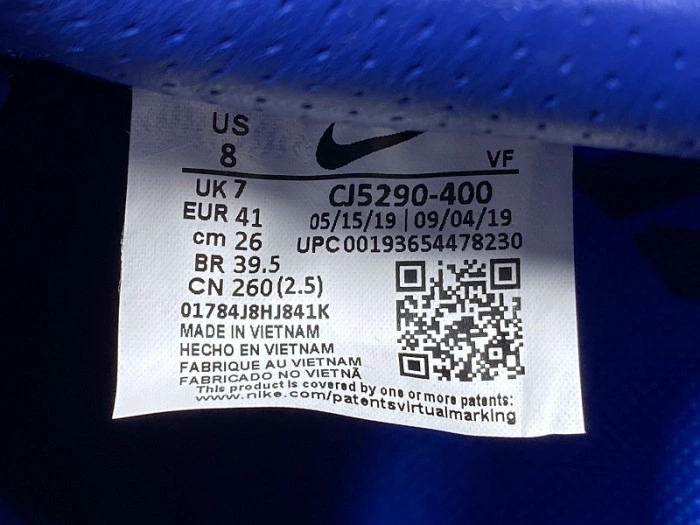 US
8
VF
UK 7
CJ5290-400
EUR 41
05/15/19 | 09/04/19
cm 26
UPC00193654478230
BR 39.5
CN 260 (2.5)
01784J8HJ841K
MADE IN VIETNAM
HECHO EN VIETNAM
FABRIQUE AU VIETNAM
FABRICADO NO VIETNÃ
This product is covered by one or more patents:
www.nike.com/patentsvirtualmarking